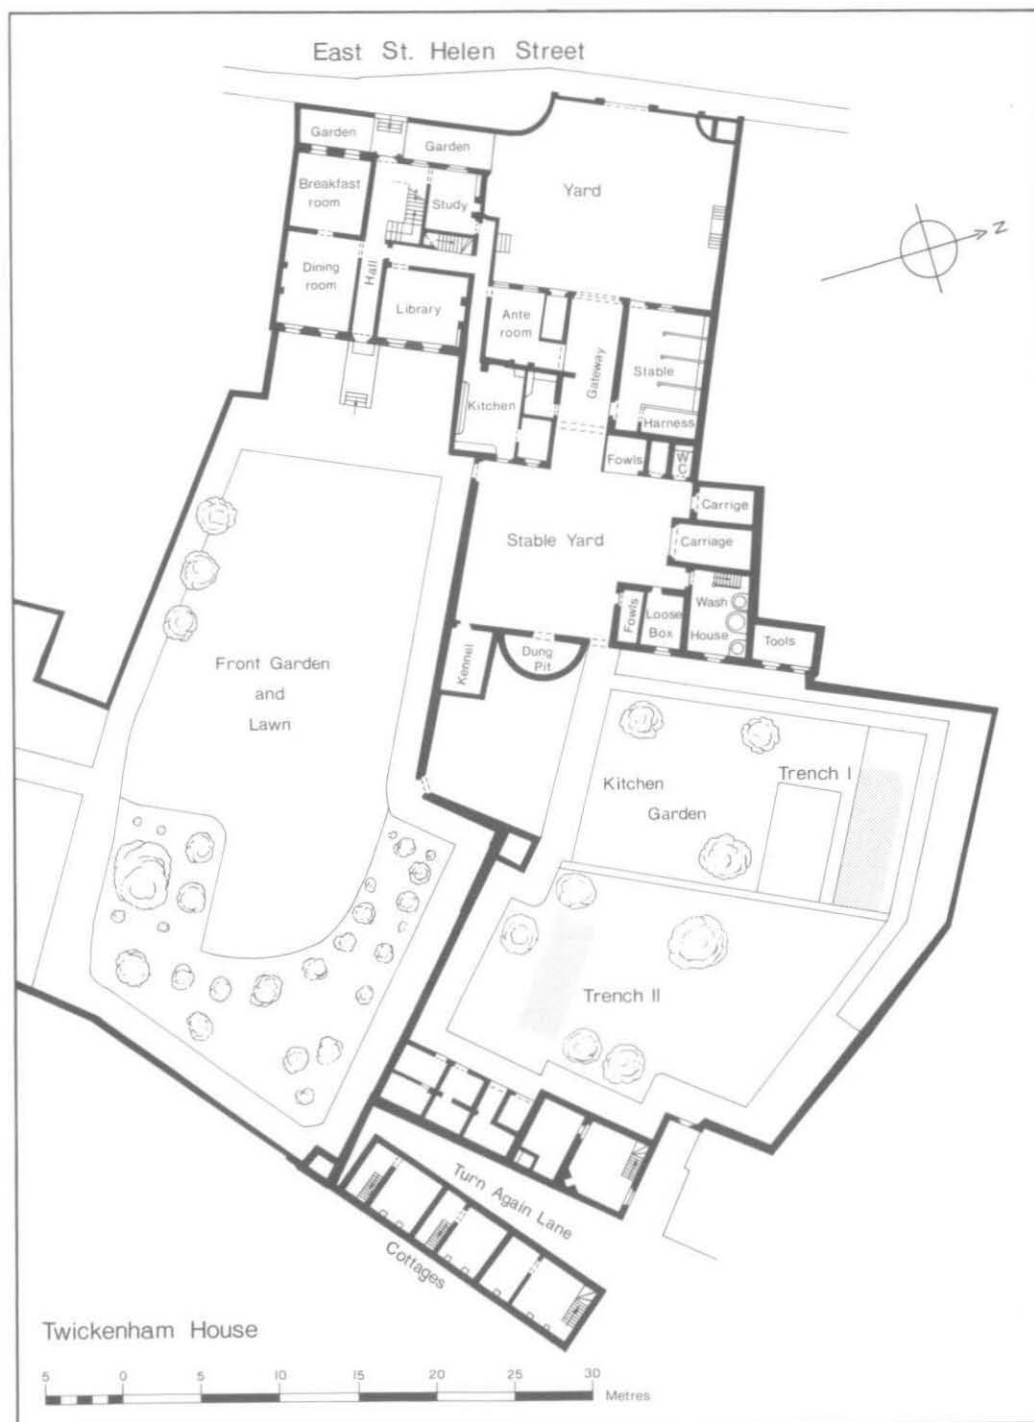 East St. Helen Street
Garden
Garden
Breakfast
room
Study
Yard
N
Dining
room
Hall
Library
Ante
room
Gateway
Stable
Kitchen
Harness
Fowls
W
C
Carrige
Stable Yard
Carriage
Wash
House
Fowls
Loose
Box
Tools
Kennel
Dung
Pit
Front Garden
and
Lawn
Kitchen
Garden
Trench I
Trench II
Turn Again Lane
Cottages
Twickenham House
5 0 5 10 15 20 25 30
Metres